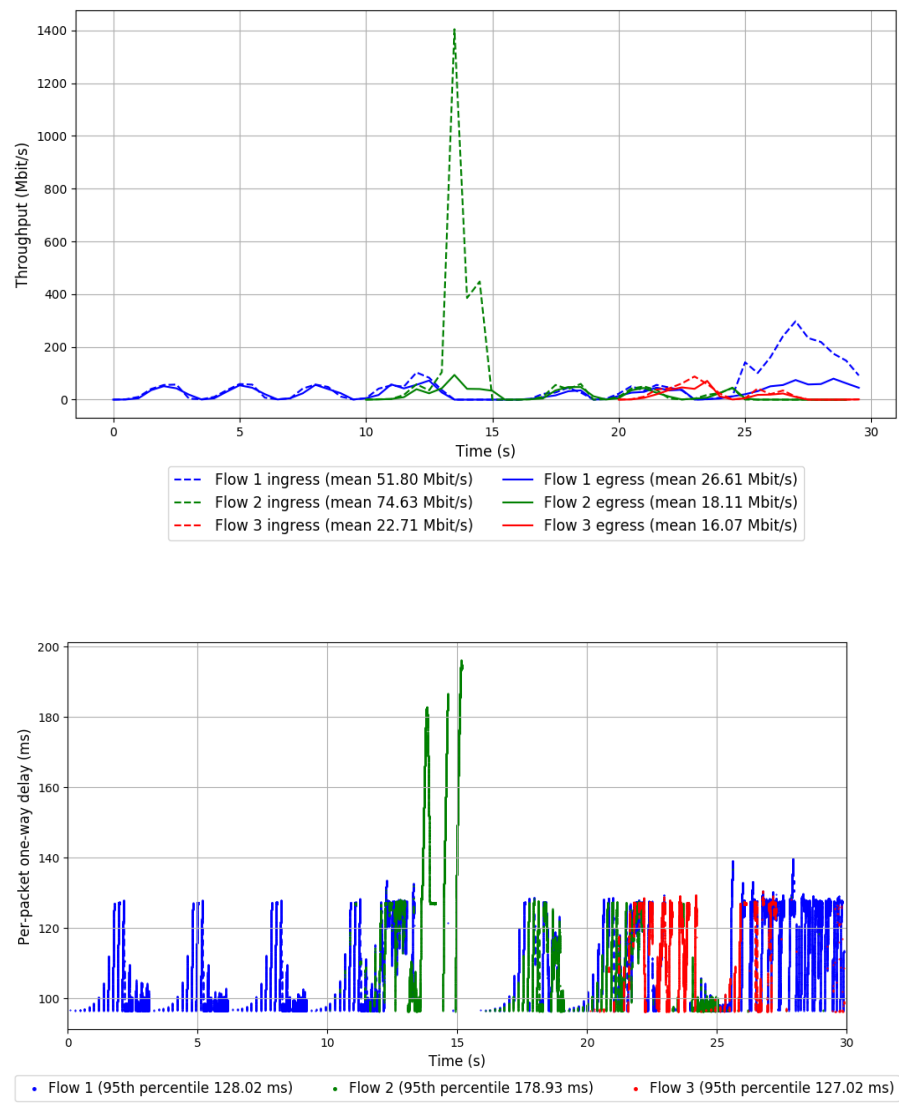 1400
1200
1000
800
600
400
200
0
Throughput (Mbit/s)
0 5 10 15 20 25 30
Time (s)
Flow 1 ingress (mean 51.80 Mbit/s) Flow 1 egress (mean 26.61 Mbit/s)
Flow 2 ingress (mean 74.63 Mbit/s) Flow 2 egress (mean 18.11 Mbit/s)
Flow 3 ingress (mean 22.71 Mbit/s) Flow 3 egress (mean 16.07 Mbit/s)
200
180
160
140
120
100
Per-packet one-way delay (ms)
0 5 10 15 20 25 30
Time (s)
Flow 1 (95th percentile 128.02 ms) Flow 2 (95th percentile 178.93 ms) Flow 3 (95th percentile 127.02 ms)